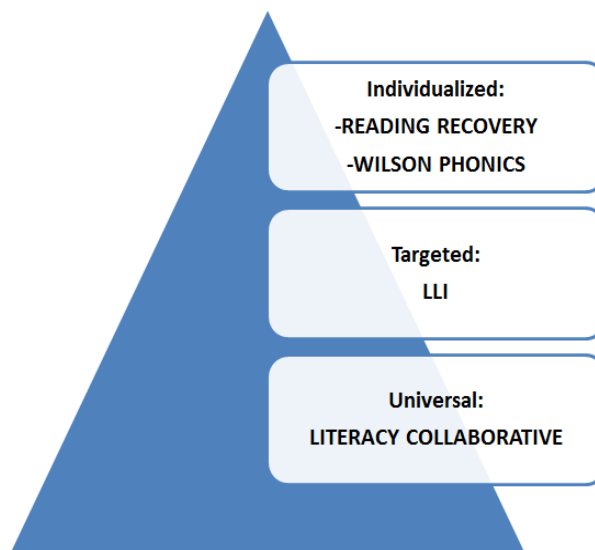 Individualized:
-READING RECOVERY
-WILSON PHONICS
Targeted:
LLI
Universal:
LITERACY COLLABORATIVE